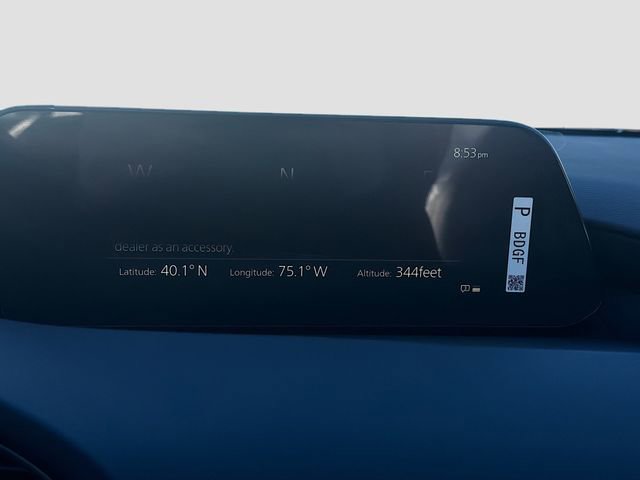 8:53pm
W N E
dealer as an accessory.
Latitude: 40.1° N Longitude: 75.1° W Altitude: 344feet
P BDGF